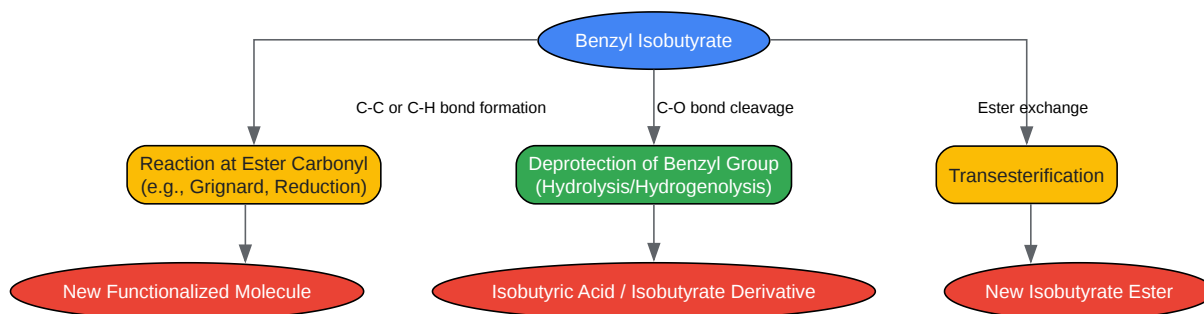 Benzyl Isobutyrate
C-C or C-H bond formation
C-O bond cleavage
Ester exchange
Reaction at Ester Carbonyl
(e.g., Grignard, Reduction)
Deprotection of Benzyl Group
(Hydrolysis/Hydrogenolysis)
Transesterification
New Functionalized Molecule
Isobutyric Acid / Isobutyrate Derivative
New Isobutyrate Ester